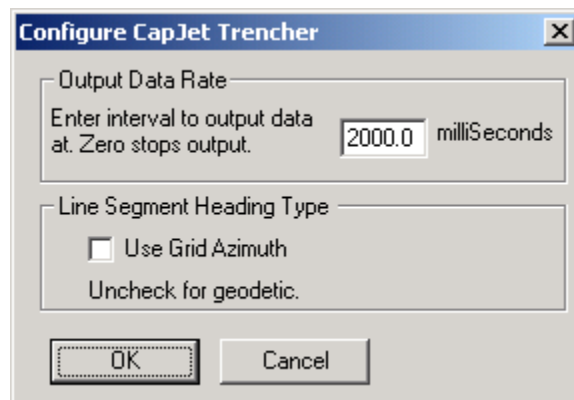 Configure CapJet Trencher
Output Data Rate
Enter interval to output data
at. Zero stops output.
2000.0 milliSeconds
Line Segment Heading Type
Use Grid Azimuth
Uncheck for geodetic.
OK Cancel